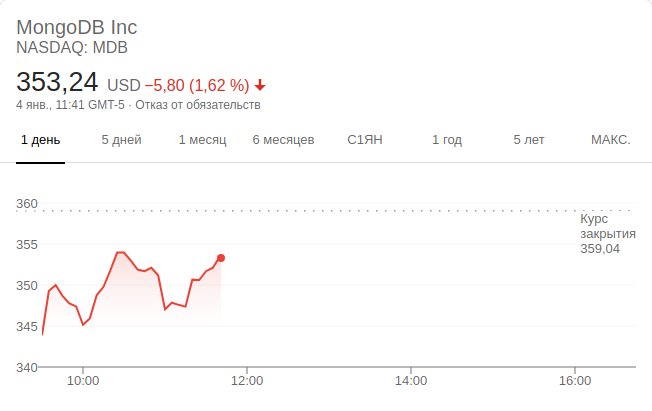 MongoDB Inc
NASDAQ: MDB
353,24 USD −5,80 (1,62 %)
4 янв., 11:41 GMT-5 · Отказ от обязательств
1 день 5 дней 1 месяц 6 месяцев С1ЯН 1 год 5 лет МАКС.
360
Курс
закрытия
359,04
355
350
345
340
10:00 12:00 14:00 16:00